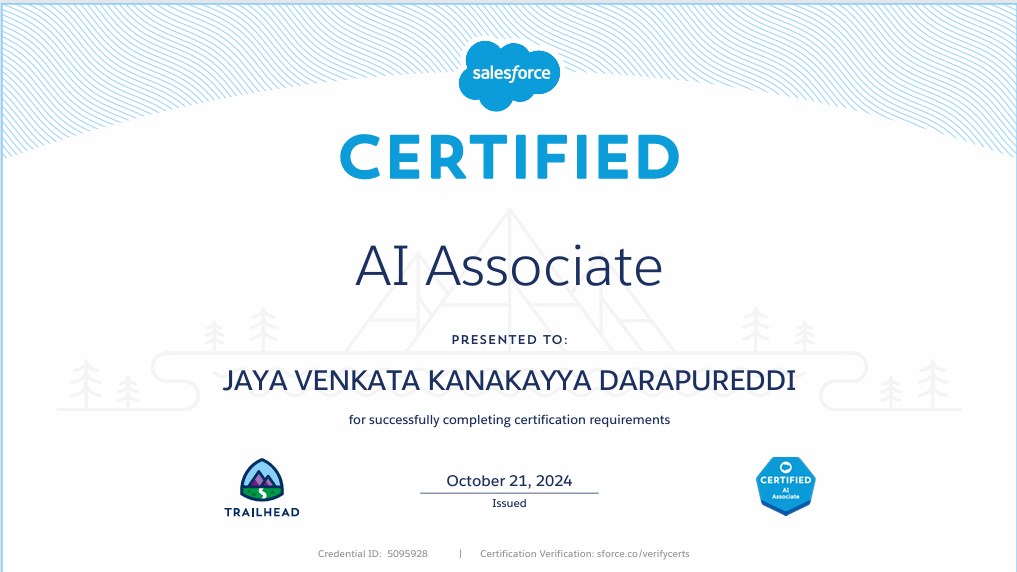 salesforce
CERTIFIED
AI Associate
PRESENTED TO:
JAYA VENKATA KANAKAYYA DARAPUREDDI
for successfully completing certification requirements
October 21, 2024
Issued
TRAILHEAD
CERTIFIED
AI
Associate
Credential ID: 5095928 | Certification Verification: sforce.co/verifycerts